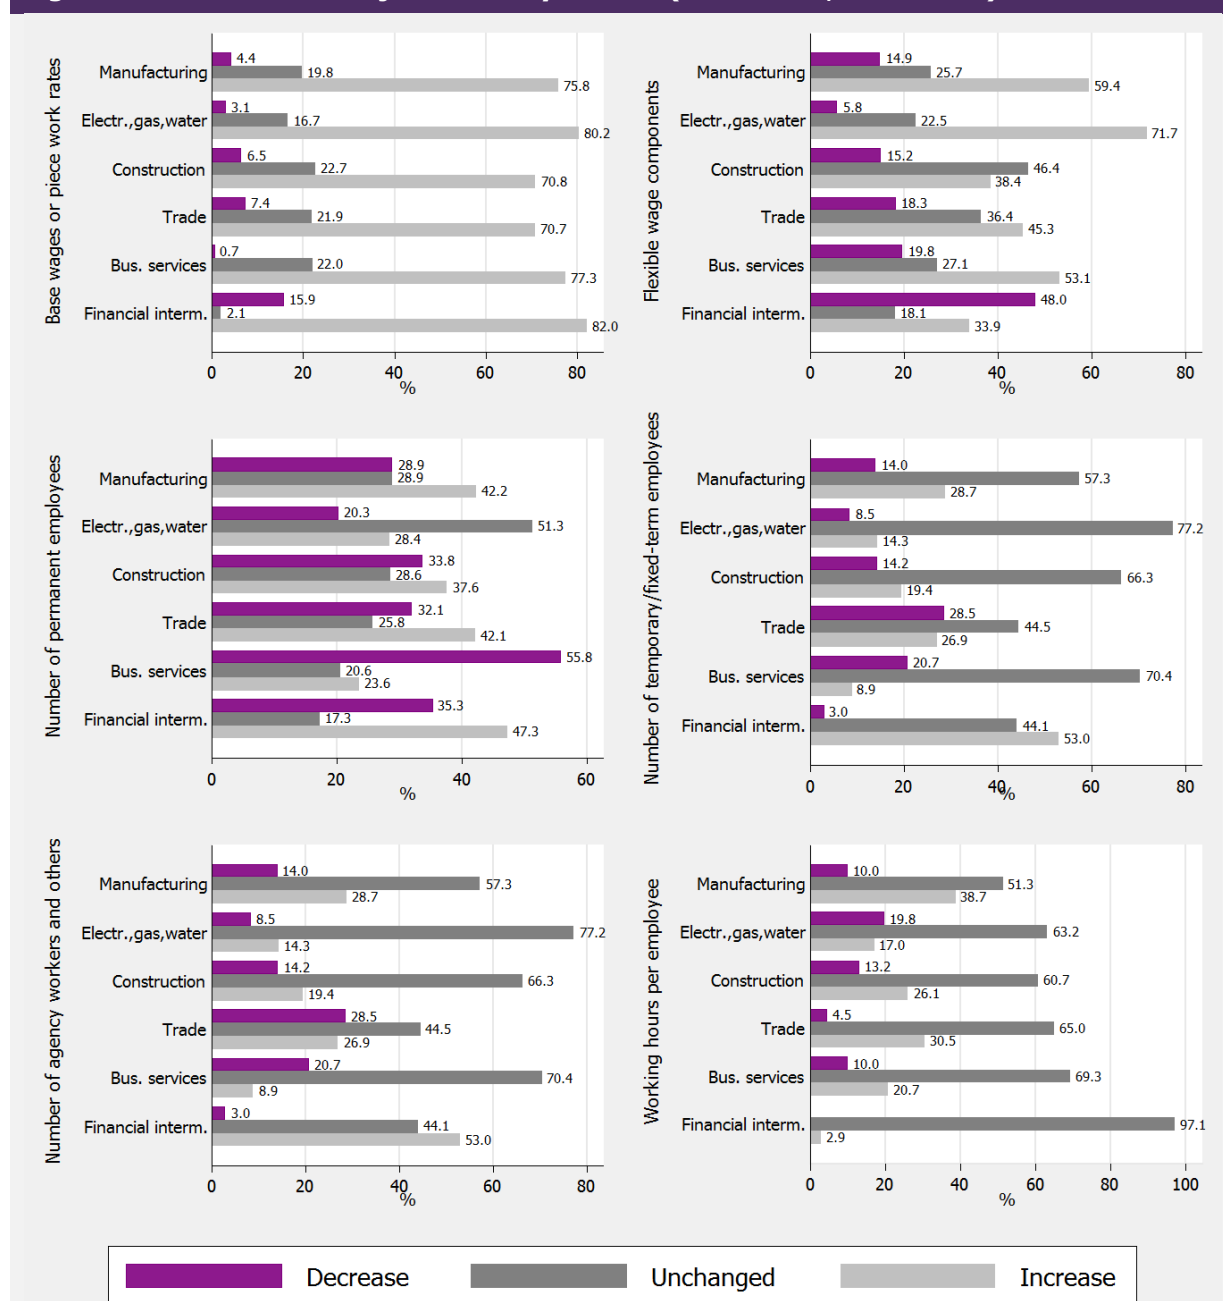 Base wages or piece work rates
Manufacturing
4.4
19.8
75.8
Electr.,gas,water
3.1
16.7
80.2
Construction
6.5
22.7
70.8
Trade
7.4
21.9
70.7
Bus. services
0.7
22.0
77.3
Financial interm.
15.9
2.1
82.0
0 20 40 60 80
%
Flexible wage components
Manufacturing
14.9
25.7
59.4
Electr.,gas,water
5.8
22.5
71.7
Construction
15.2
46.4
38.4
Trade
18.3
36.4
45.3
Bus. services
19.8
27.1
53.1
Financial interm.
48.0
18.1
33.9
0 20 40 60 80
%
Number of permanent employees
Manufacturing
28.9
28.9
42.2
Electr.,gas,water
20.3
51.3
28.4
Construction
33.8
28.6
37.6
Trade
32.1
25.8
42.1
Bus. services
55.8
20.6
23.6
Financial interm.
35.3
17.3
47.3
0 20 40 60
%
Number of temporary/fixed-term employees
Manufacturing
14.0
57.3
28.7
Electr.,gas,water
8.5
77.2
14.3
Construction
14.2
66.3
19.4
Trade
28.5
44.5
26.9
Bus. services
20.7
70.4
8.9
Financial interm.
3.0
44.1
53.0
0 20 40 60 80
%
Number of agency workers and others
Manufacturing
14.0
57.3
28.7
Electr.,gas,water
8.5
77.2
14.3
Construction
14.2
66.3
19.4
Trade
28.5
44.5
26.9
Bus. services
20.7
70.4
8.9
Financial interm.
3.0
44.1
53.0
0 20 40 60 80
%
Working hours per employee
Manufacturing
10.0
51.3
38.7
Electr.,gas,water
19.8
63.2
17.0
Construction
13.2
60.7
26.1
Trade
4.5
65.0
30.5
Bus. services
10.0
69.3
20.7
Financial interm.
97.1
2.9
0 20 40 60 80 100
%
Decrease Unchanged Increase